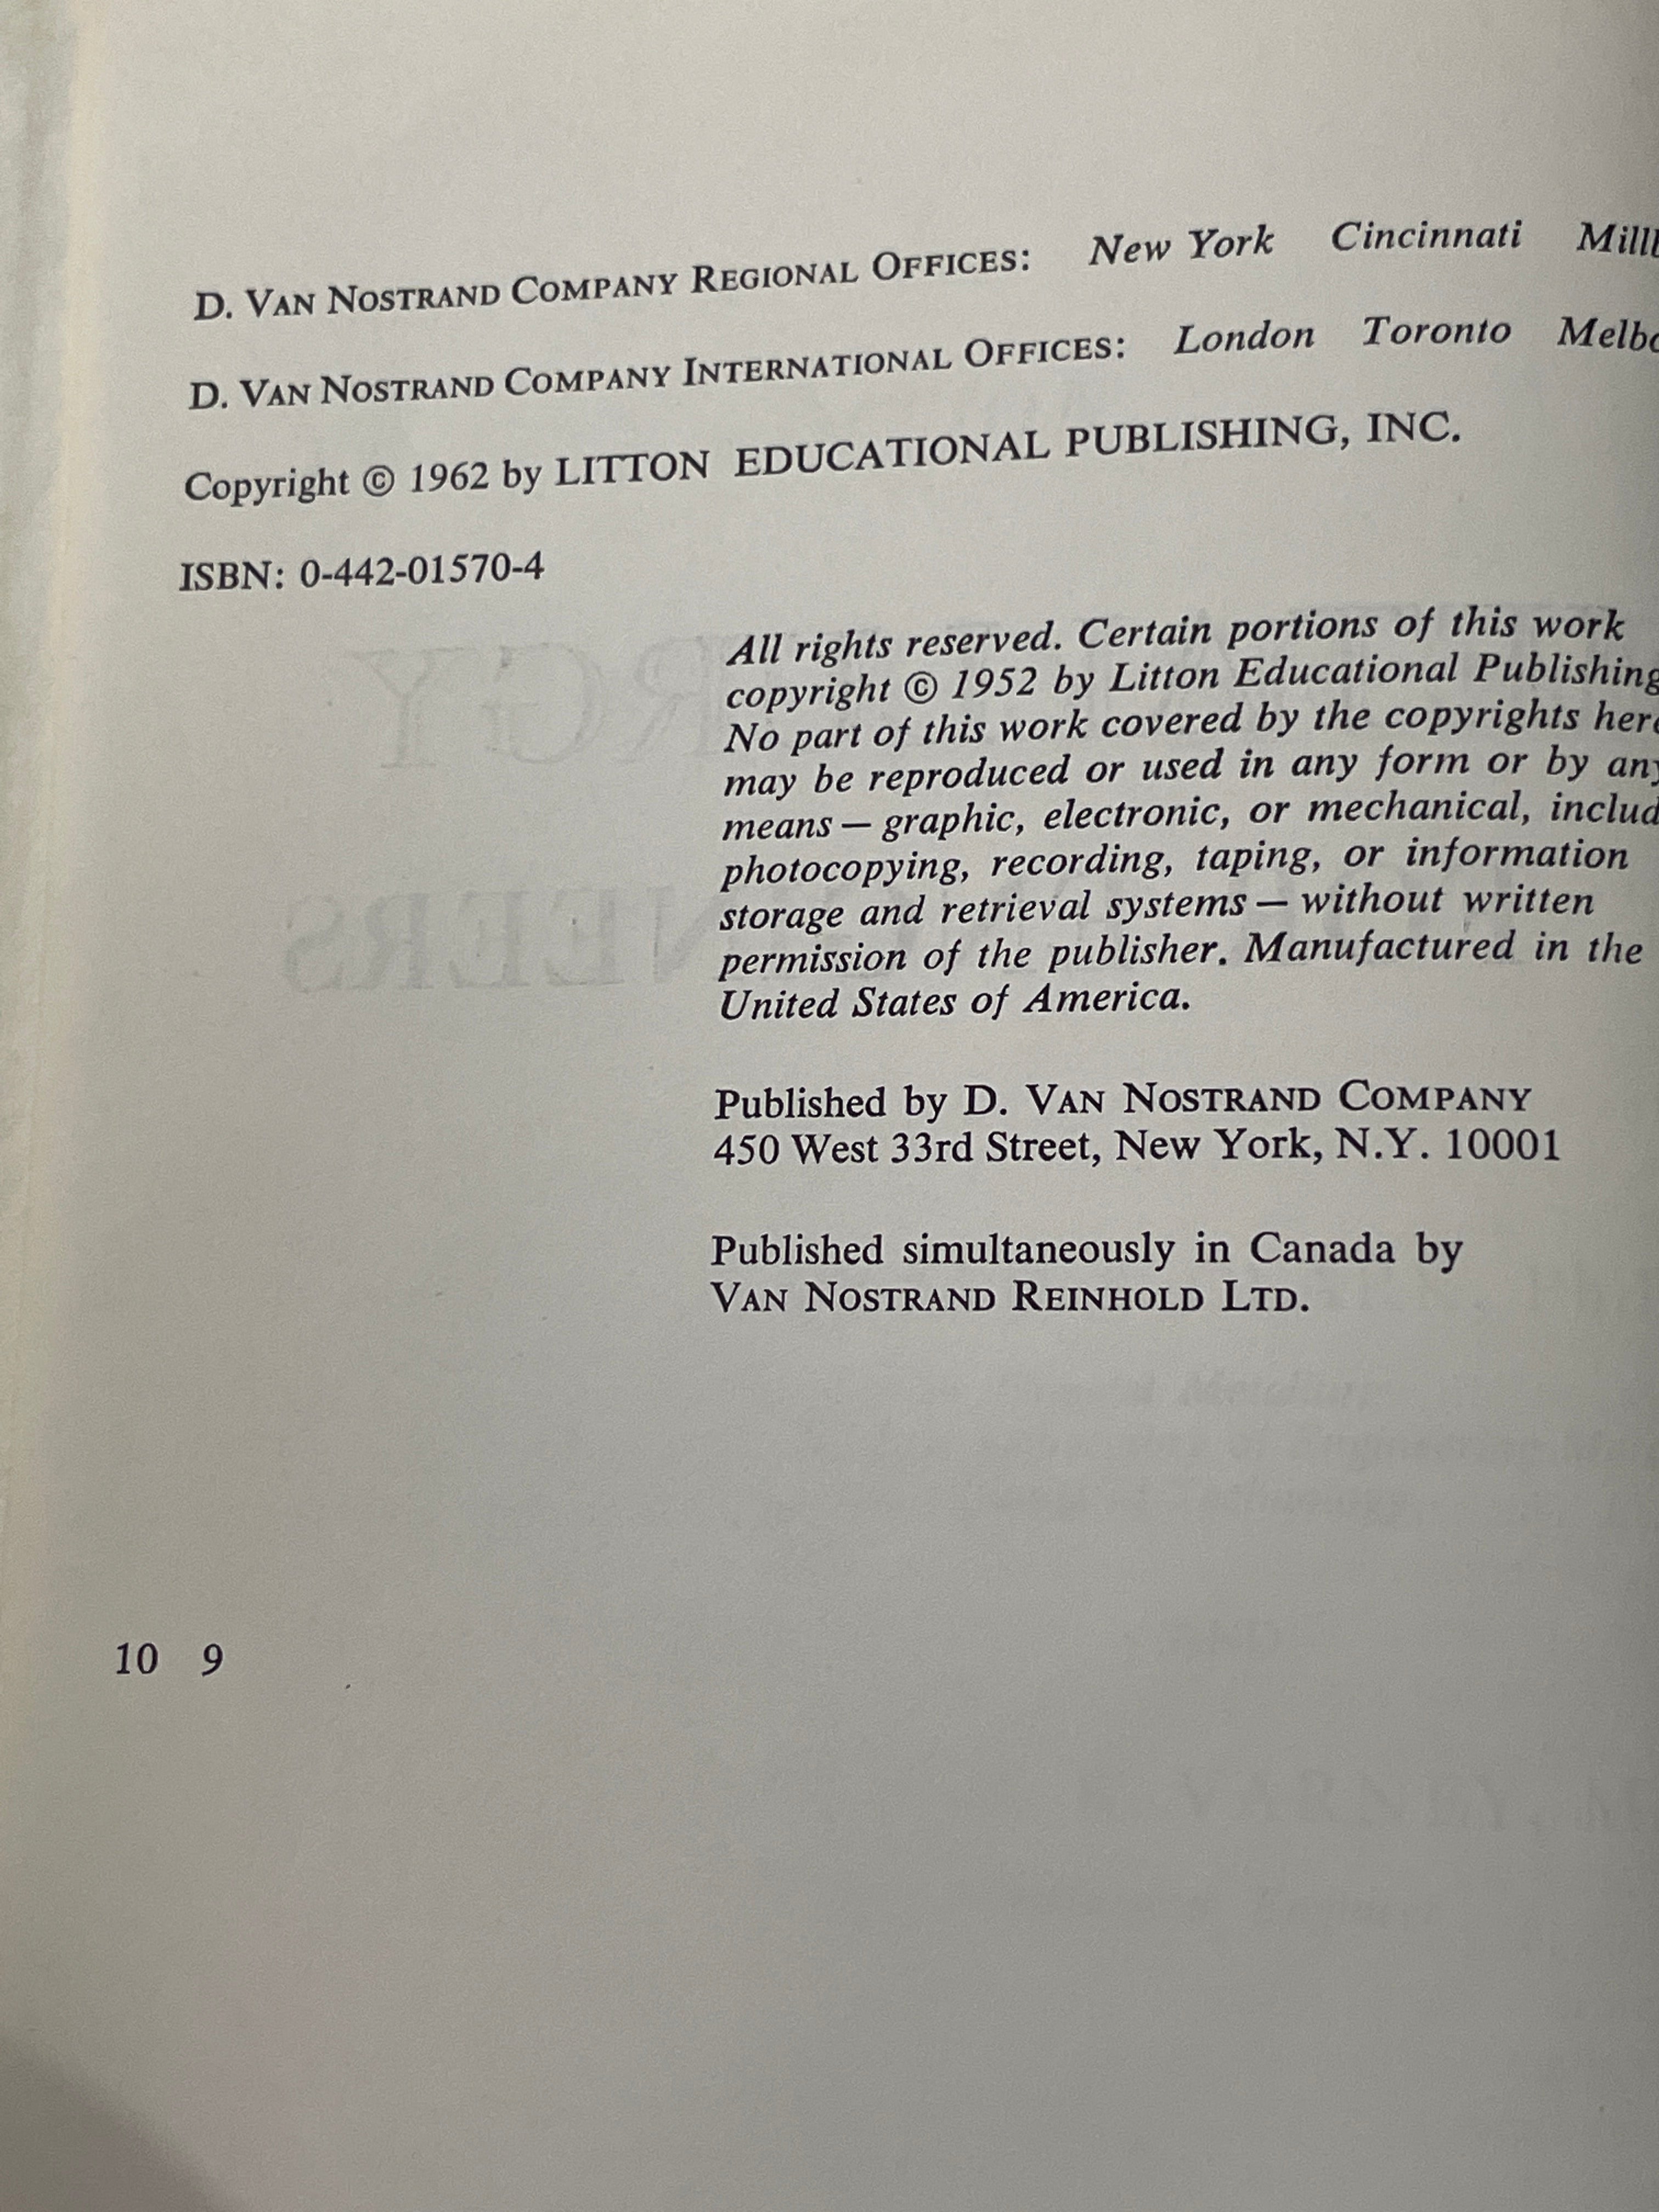 D. VAN NOSTRAND COMPANY REGIONAL OFFICES: New York Cincinnati
D. VAN NOSTRAND COMPANY INTERNATIONAL OFFICES: London Toronto
Copyright © 1962 by LITTON EDUCATIONAL PUBLISHING, INC.
ISBN: 0-442-01570-4
All rights reserved. Certain portions of this work
copyright © 1952 by Litton Educational Publishing
No part of this work covered by the copyrights
may be reproduced or used in any form or by any
means — graphic, electronic, or mechanical,
photocopying, recording, taping, or information
storage and retrieval systems — without written
permission of the publisher. Manufactured in the
United States of America.
Published by D. VAN NOSTRAND COMPANY
450 West 33rd Street, New York, N.Y. 10001
Published simultaneously in Canada by
VAN NOSTRAND REINHOLD LTD.
10 9